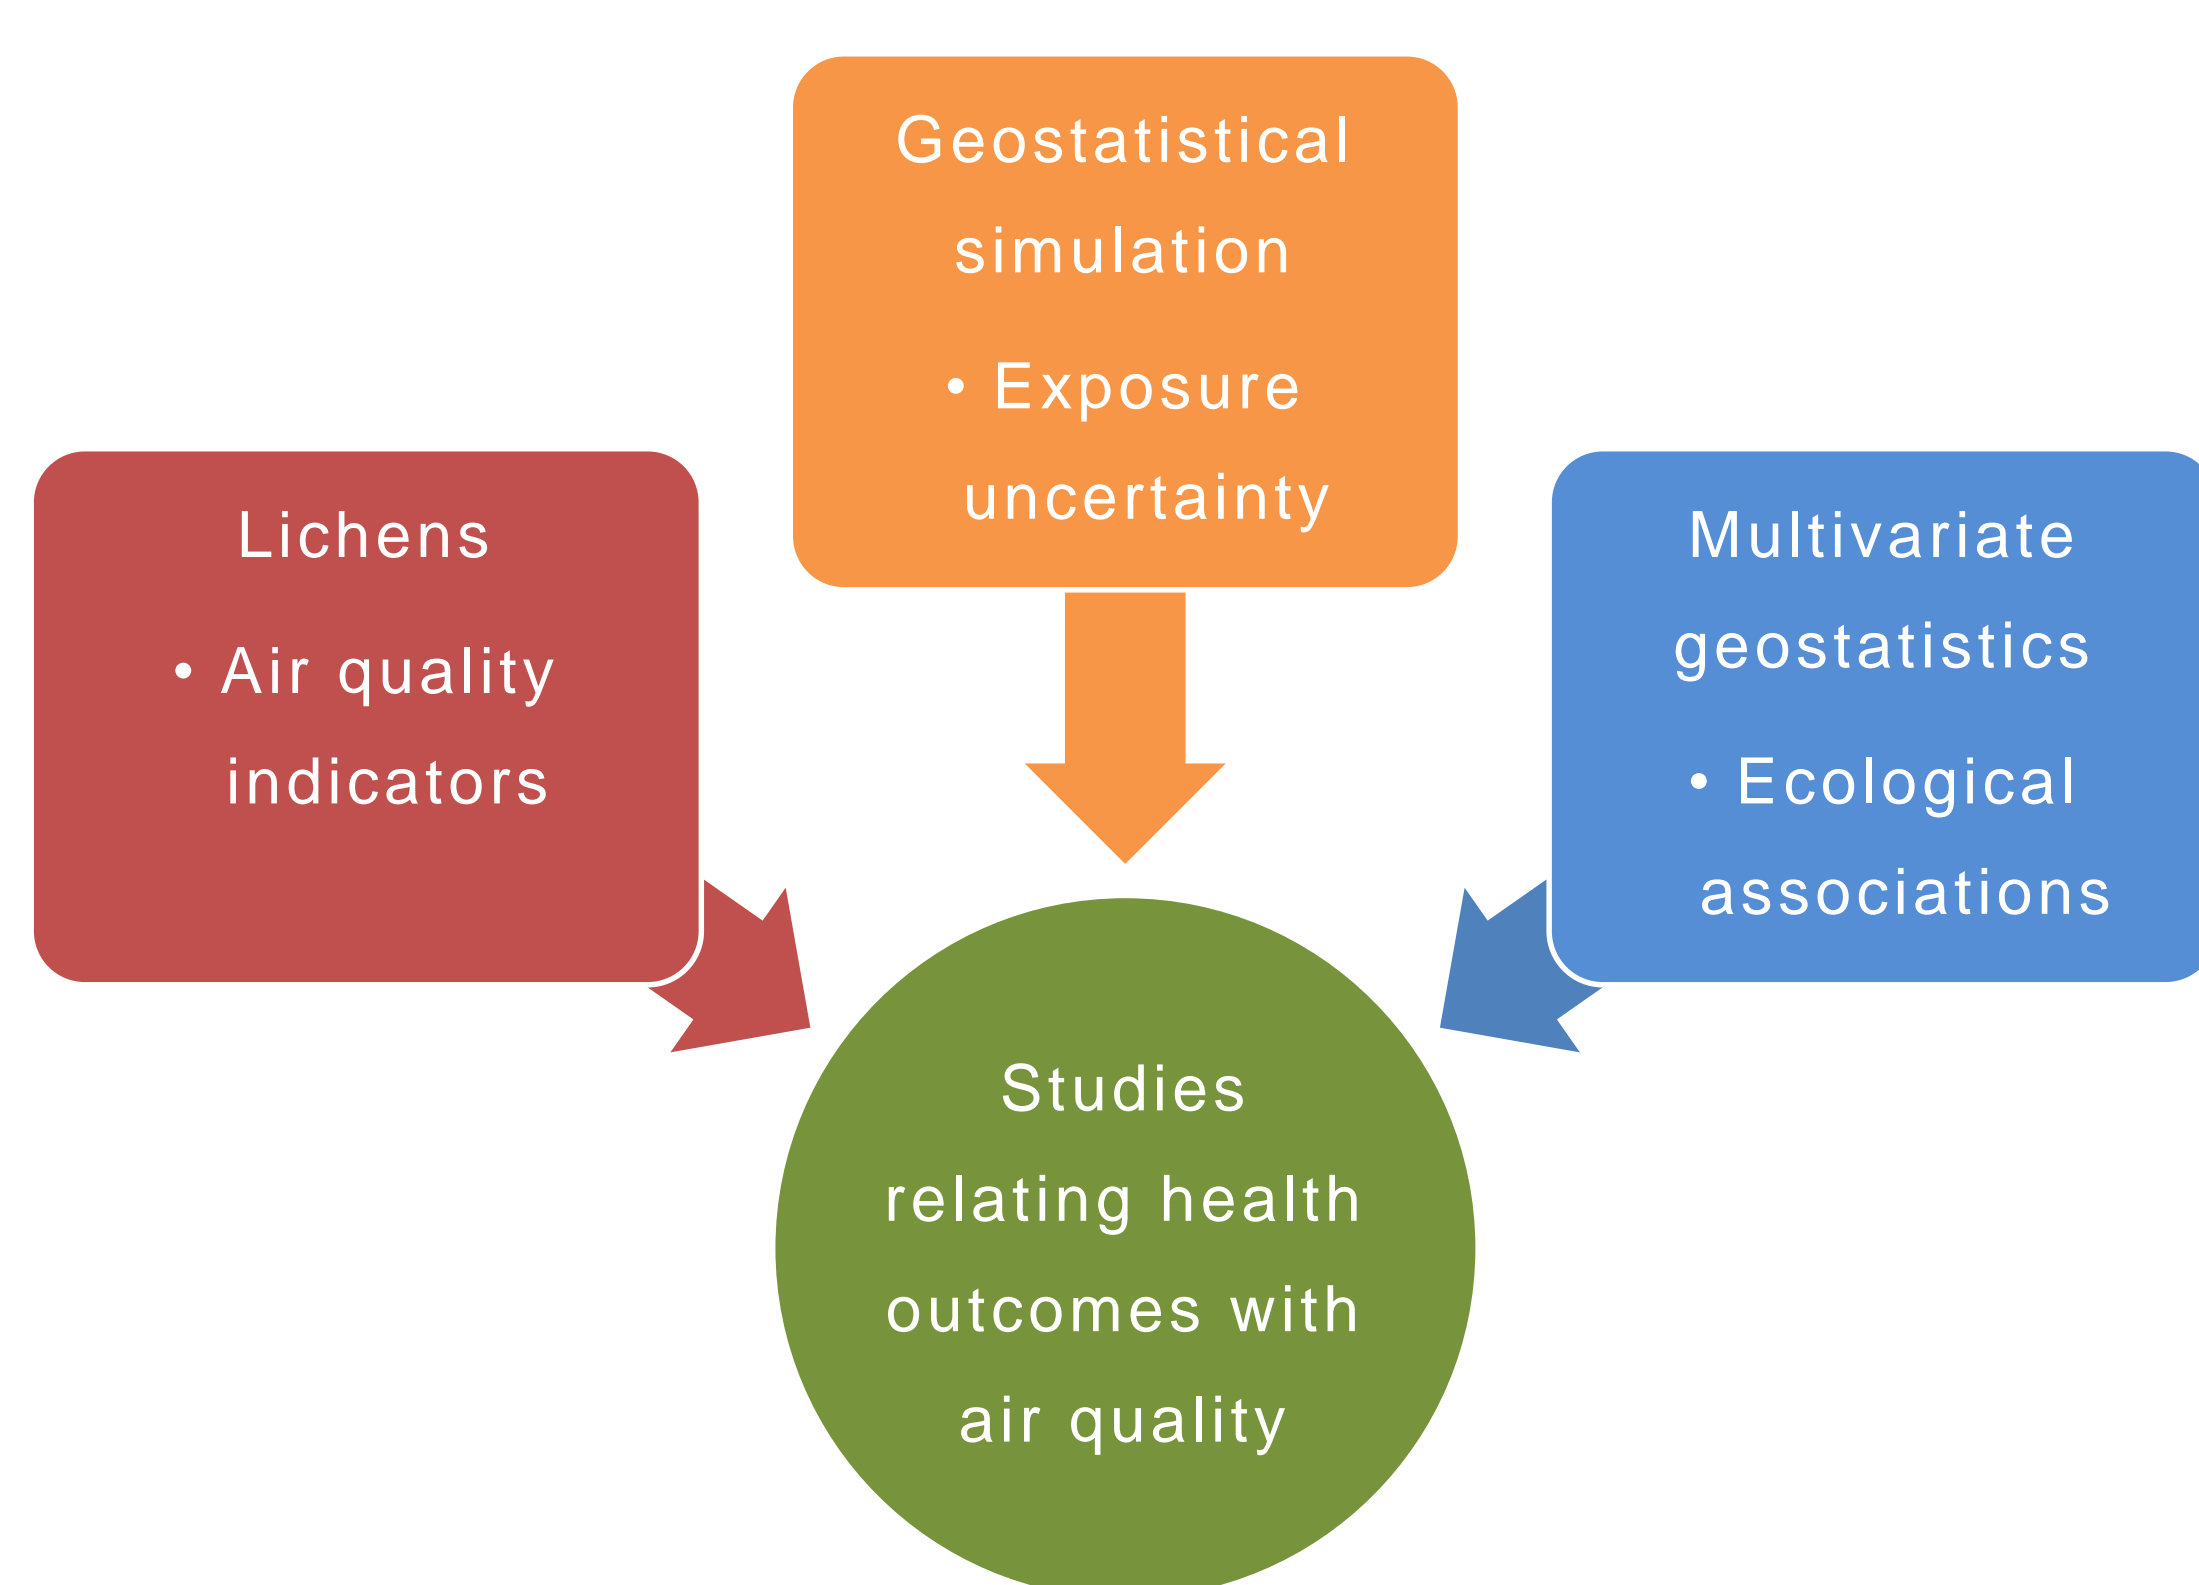 Geostatistical
simulation
• Exposure
uncertainty
Lichens
• Air quality
indicators
Multivariate
geostatistics
• Ecological
associations
Studies
relating health
outcomes with
air quality